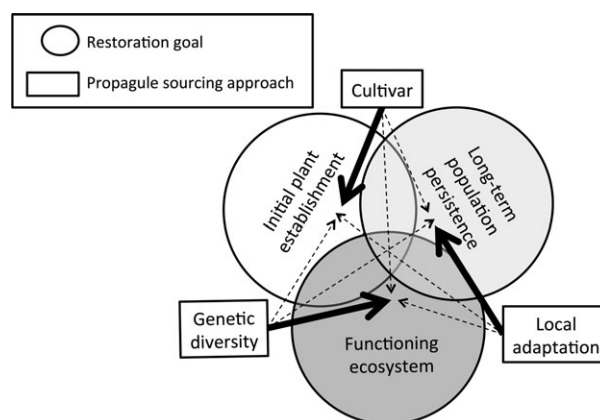 Restoration goal
Propagule sourcing approach
Cultivar
Initial plant
establishment
Long-term
population
persistence
Genetic
diversity
Functioning
ecosystem
Local
adaptation